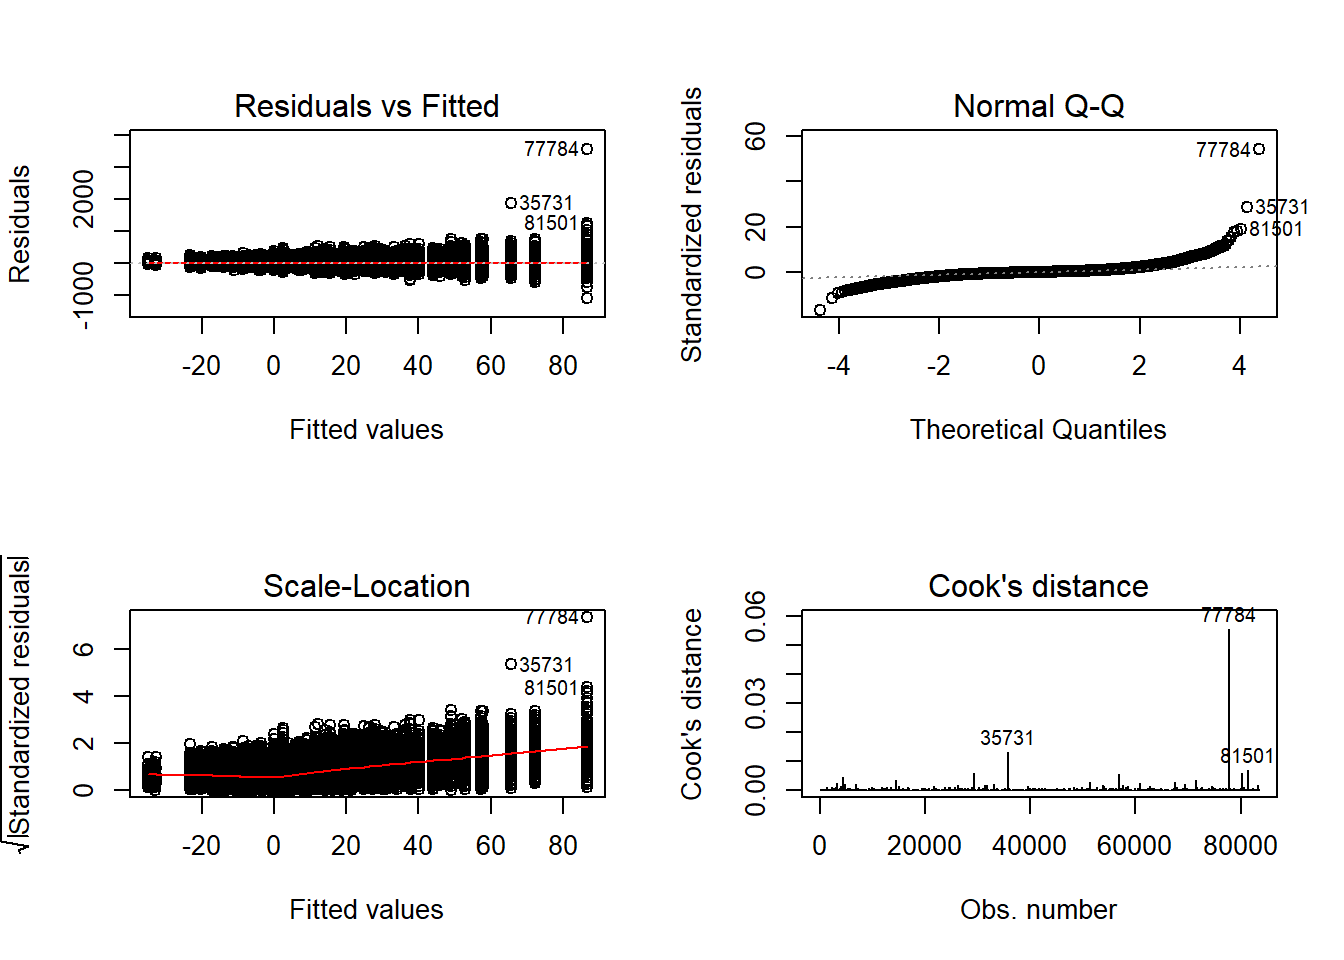 Residuals vs Fitted
Residuals
-1000 2000
77784
35731
81501
-20 0 20 40 60 80
Fitted values
Normal Q-Q
Standardized residuals
0 20 60
77784
35731
81501
-4 -2 0 2 4
Theoretical Quantiles
Scale-Location
√|Standardized residuals|
0 2 4 6
77784
35731
81501
-20 0 20 40 60 80
Fitted values
Cook's distance
Cook's distance
0.00 0.03 0.06
77784
35731
81501
0 20000 40000 60000 80000
Obs. number